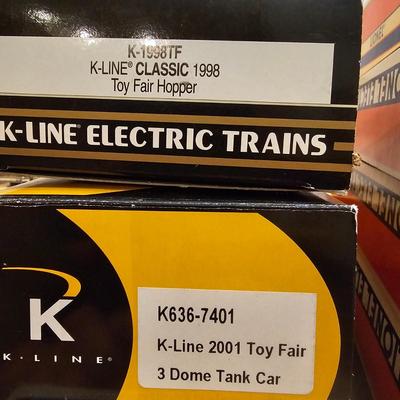 K-1998TF
K-LINE® CLASSIC 1998
Toy Fair Hopper
K-LINE ELECTRIC TRAINS
K
K-LINE®
K636-7401
K-Line 2001 Toy Fair
3 Dome Tank Car
LIONEL